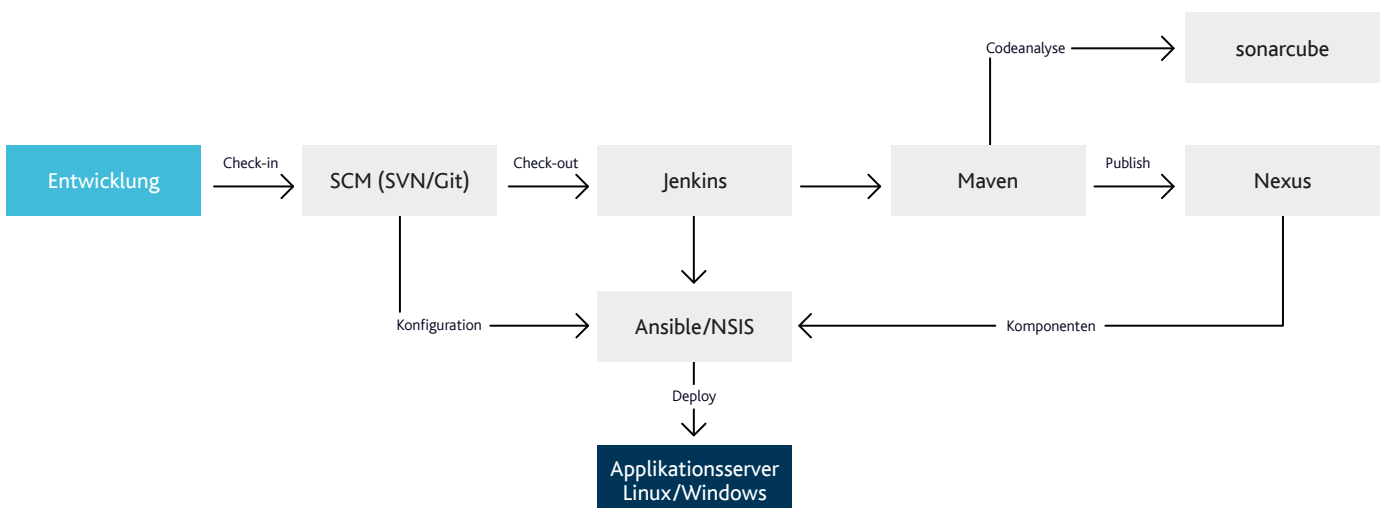 Codeanalyse
sonarcube
Entwicklung
Check-in
SCM (SVN/Git)
Check-out
Jenkins
Maven
Publish
Nexus
Konfiguration
Ansible/NSIS
Komponenten
Deploy
Applikationsserver
Linux/Windows